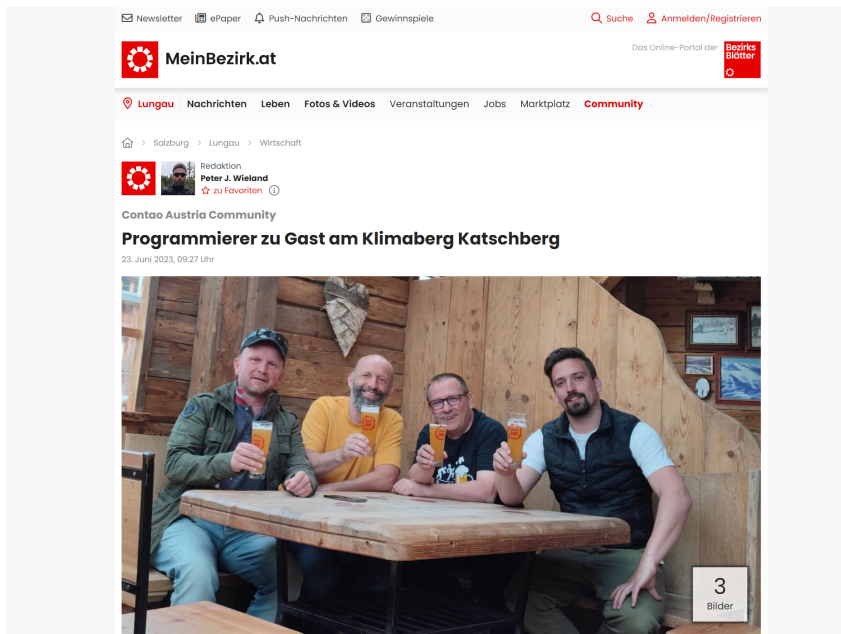 Newsletter ePaper Push-Nachrichten Gewinnspiele Suche Anmelden/Registrieren
MeinBezirk.at
Das Online-Portal der
Bezirks
Blätter
Lungau Nachrichten Leben Fotos & Videos Veranstaltungen Jobs Marktplatz Community
Salzburg > Lungau > Wirtschaft
Redaktion
Peter J. Wieland
zu Favoriten
Contao Austria Community
Programmierer zu Gast am Klimaberg Katschberg
23. Juni 2023, 09:27 Uhr
3
Bilder